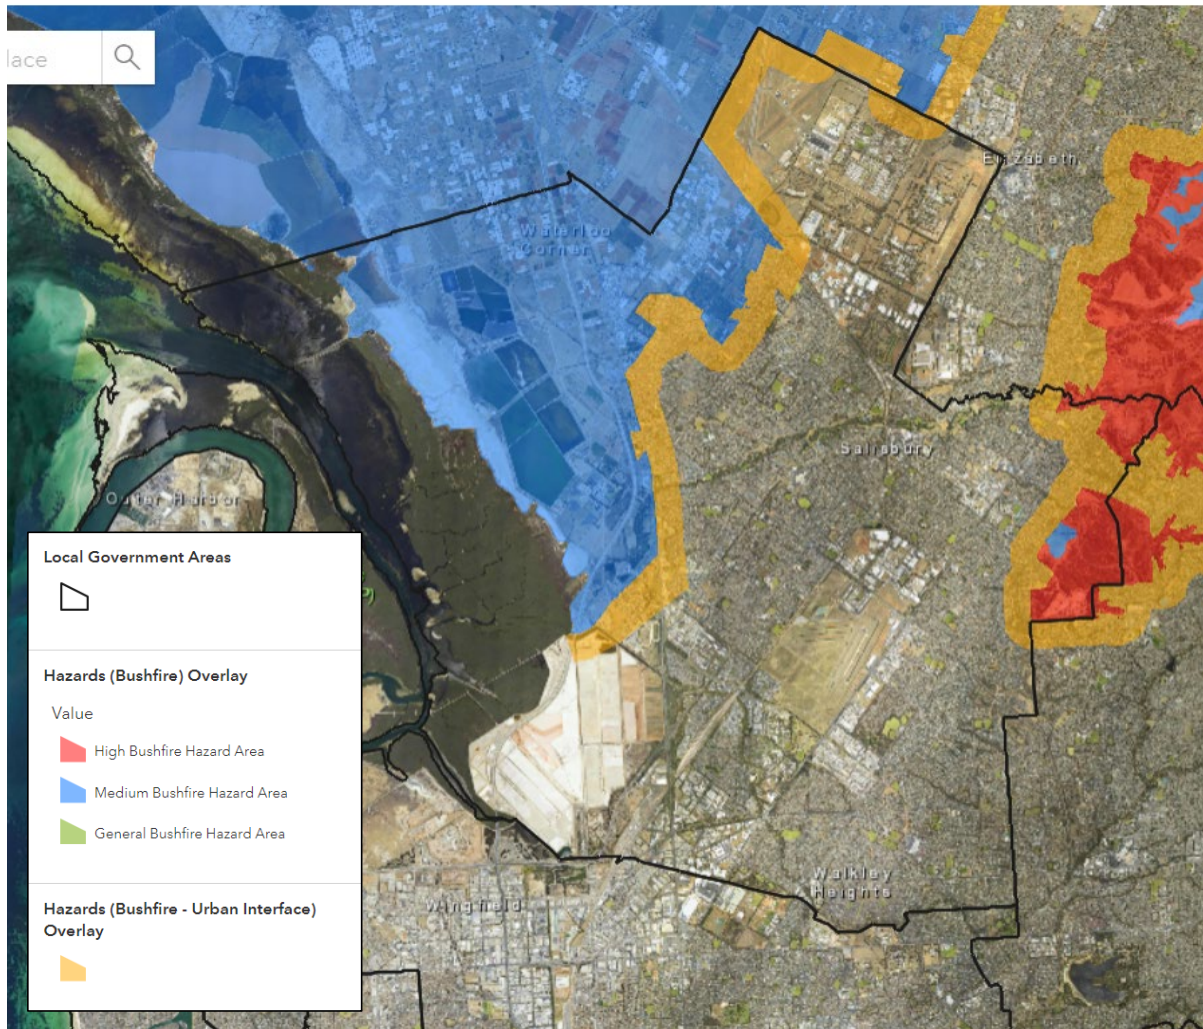 lace
Elizabeth
Waterloo
Corner
Salisbury
Outer Harbor
Local Government Areas
Hazards (Bushfire) Overlay
Value
High Bushfire Hazard Area
Medium Bushfire Hazard Area
General Bushfire Hazard Area
Hazards (Bushfire - Urban Interface)
Overlay
Walkley
Heights
Wingfield